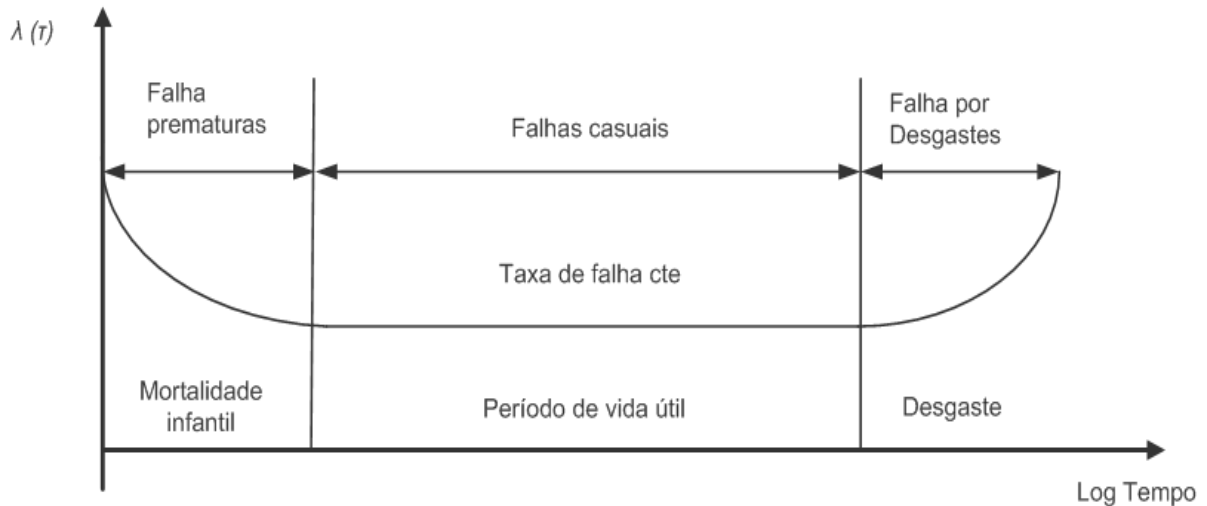 λ (τ)
Falha
prematuras
Falhas casuais
Falha por
Desgastes
Taxa de falha cte
Mortalidade
infantil
Período de vida útil
Desgaste
Log Tempo